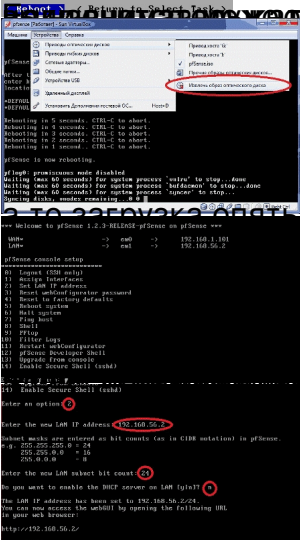 < Reboot >
< Return to Select Task >
pfSense [Работает] - Sun VirtualBox
Машина Устройства Справка
Приводы оптических дисков
Приводы гибких дисков
Сетевые адаптеры...
Общие папки...
Устройства USB
Удаленный дисплей
Установить Дополнения гостевой ОС... Host+D
Привод хоста
Привод хоста
pfSense.iso
Изъять образ оптического диска
Rebooting in 5 seconds. CTRL-C to abort.
Rebooting in 4 seconds. CTRL-C to abort.
Rebooting in 3 seconds. CTRL-C to abort.
Rebooting in 2 seconds. CTRL-C to abort.
Rebooting in 1 second.. CTRL-C to abort.
pfSense is now rebooting.
pflog0: promiscuous mode disabled
Waiting (max 60 seconds) for system process `vnlru' to stop...done
Waiting (max 60 seconds) for system process `bufdaemon' to stop...done
Waiting (max 60 seconds) for system process `syncer' to stop...
Syncing disks, vnodes remaining...0 0
а то загрузка опять
*** Welcome to pfSense 1.2.3-RELEASE-pfSense on pfSense ***
WAN* -> em0 -> 192.168.1.101
LAN* -> em1 -> 192.168.56.2
pfSense console setup
***************************
0) Logout (SSH only)
1) Assign Interfaces
2) Set LAN IP address
3) Reset webConfigurator password
4) Reset to factory defaults
5) Reboot system
6) Halt system
7) Ping host
8) Shell
9) PFtop
10) Filter Logs
11) Restart webConfigurator
12) pfSense Developer Shell
13) Upgrade from console
14) Enable Secure Shell (sshd)
14) Enable Secure Shell (sshd)
Enter an option: 2
Enter the new LAN IP address: 192.168.56.2
Subnet masks are entered as bit counts (as in CIDR notation) in pfSense.
e.g. 255.255.255.0 = 24
255.255.0.0 = 16
255.0.0.0 = 8
Enter the new LAN subnet bit count: 24
Do you want to enable the DHCP server on LAN [y|n]? n
The LAN IP address has been set to 192.168.56.2/24.
You can now access the webGUI by opening the following URL
in your web browser:
http://192.168.56.2/